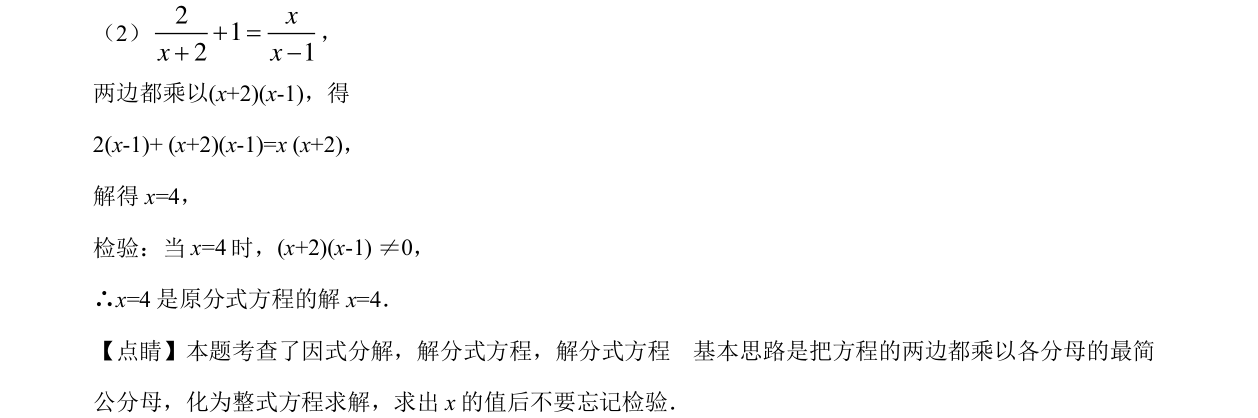 （2）2/(x+2)+1=x/(x−1)，
两边都乘以(x+2)(x-1)，得
2(x-1)+ (x+2)(x-1)=x (x+2)，
解得 x=4，
检验：当 x=4 时，(x+2)(x-1) ≠0，
∴x=4 是原分式方程的解 x=4．
【点睛】本题考查了因式分解，解分式方程，解分式方程　基本思路是把方程的两边都乘以各分母的最简
公分母，化为整式方程求解，求出 x 的值后不要忘记检验．